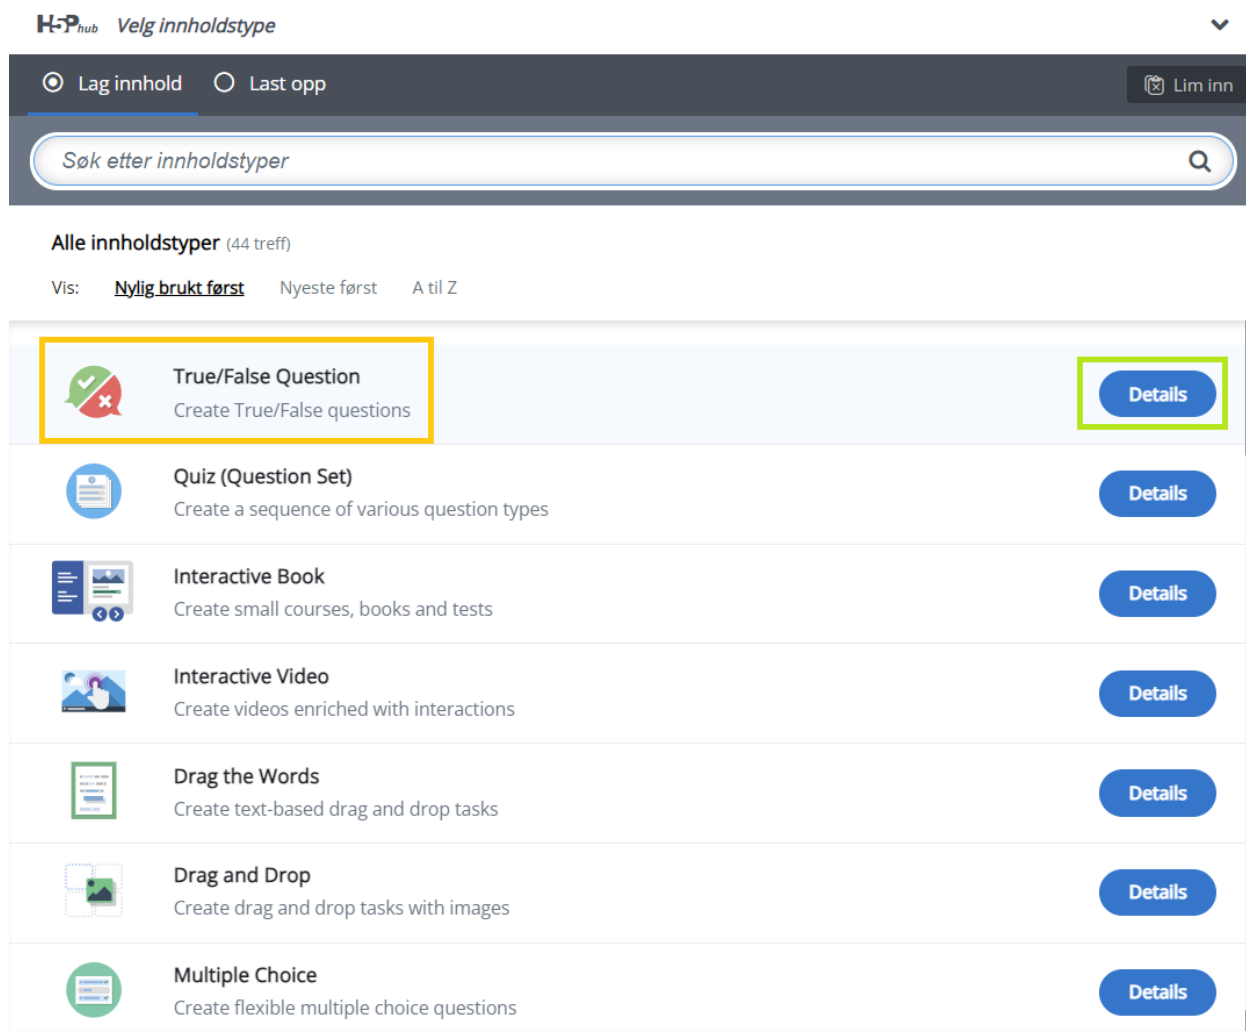 H5P hub Velg innholdstype
Lag innhold Last opp Lim inn
Søk etter innholdstyper
Alle innholdstyper (44 treff)
Vis: Nylig brukt først Nyeste først A til Z
True/False Question
Create True/False questions
Details
Quiz (Question Set)
Create a sequence of various question types
Details
Interactive Book
Create small courses, books and tests
Details
Interactive Video
Create videos enriched with interactions
Details
Drag the Words
Create text-based drag and drop tasks
Details
Drag and Drop
Create drag and drop tasks with images
Details
Multiple Choice
Create flexible multiple choice questions
Details